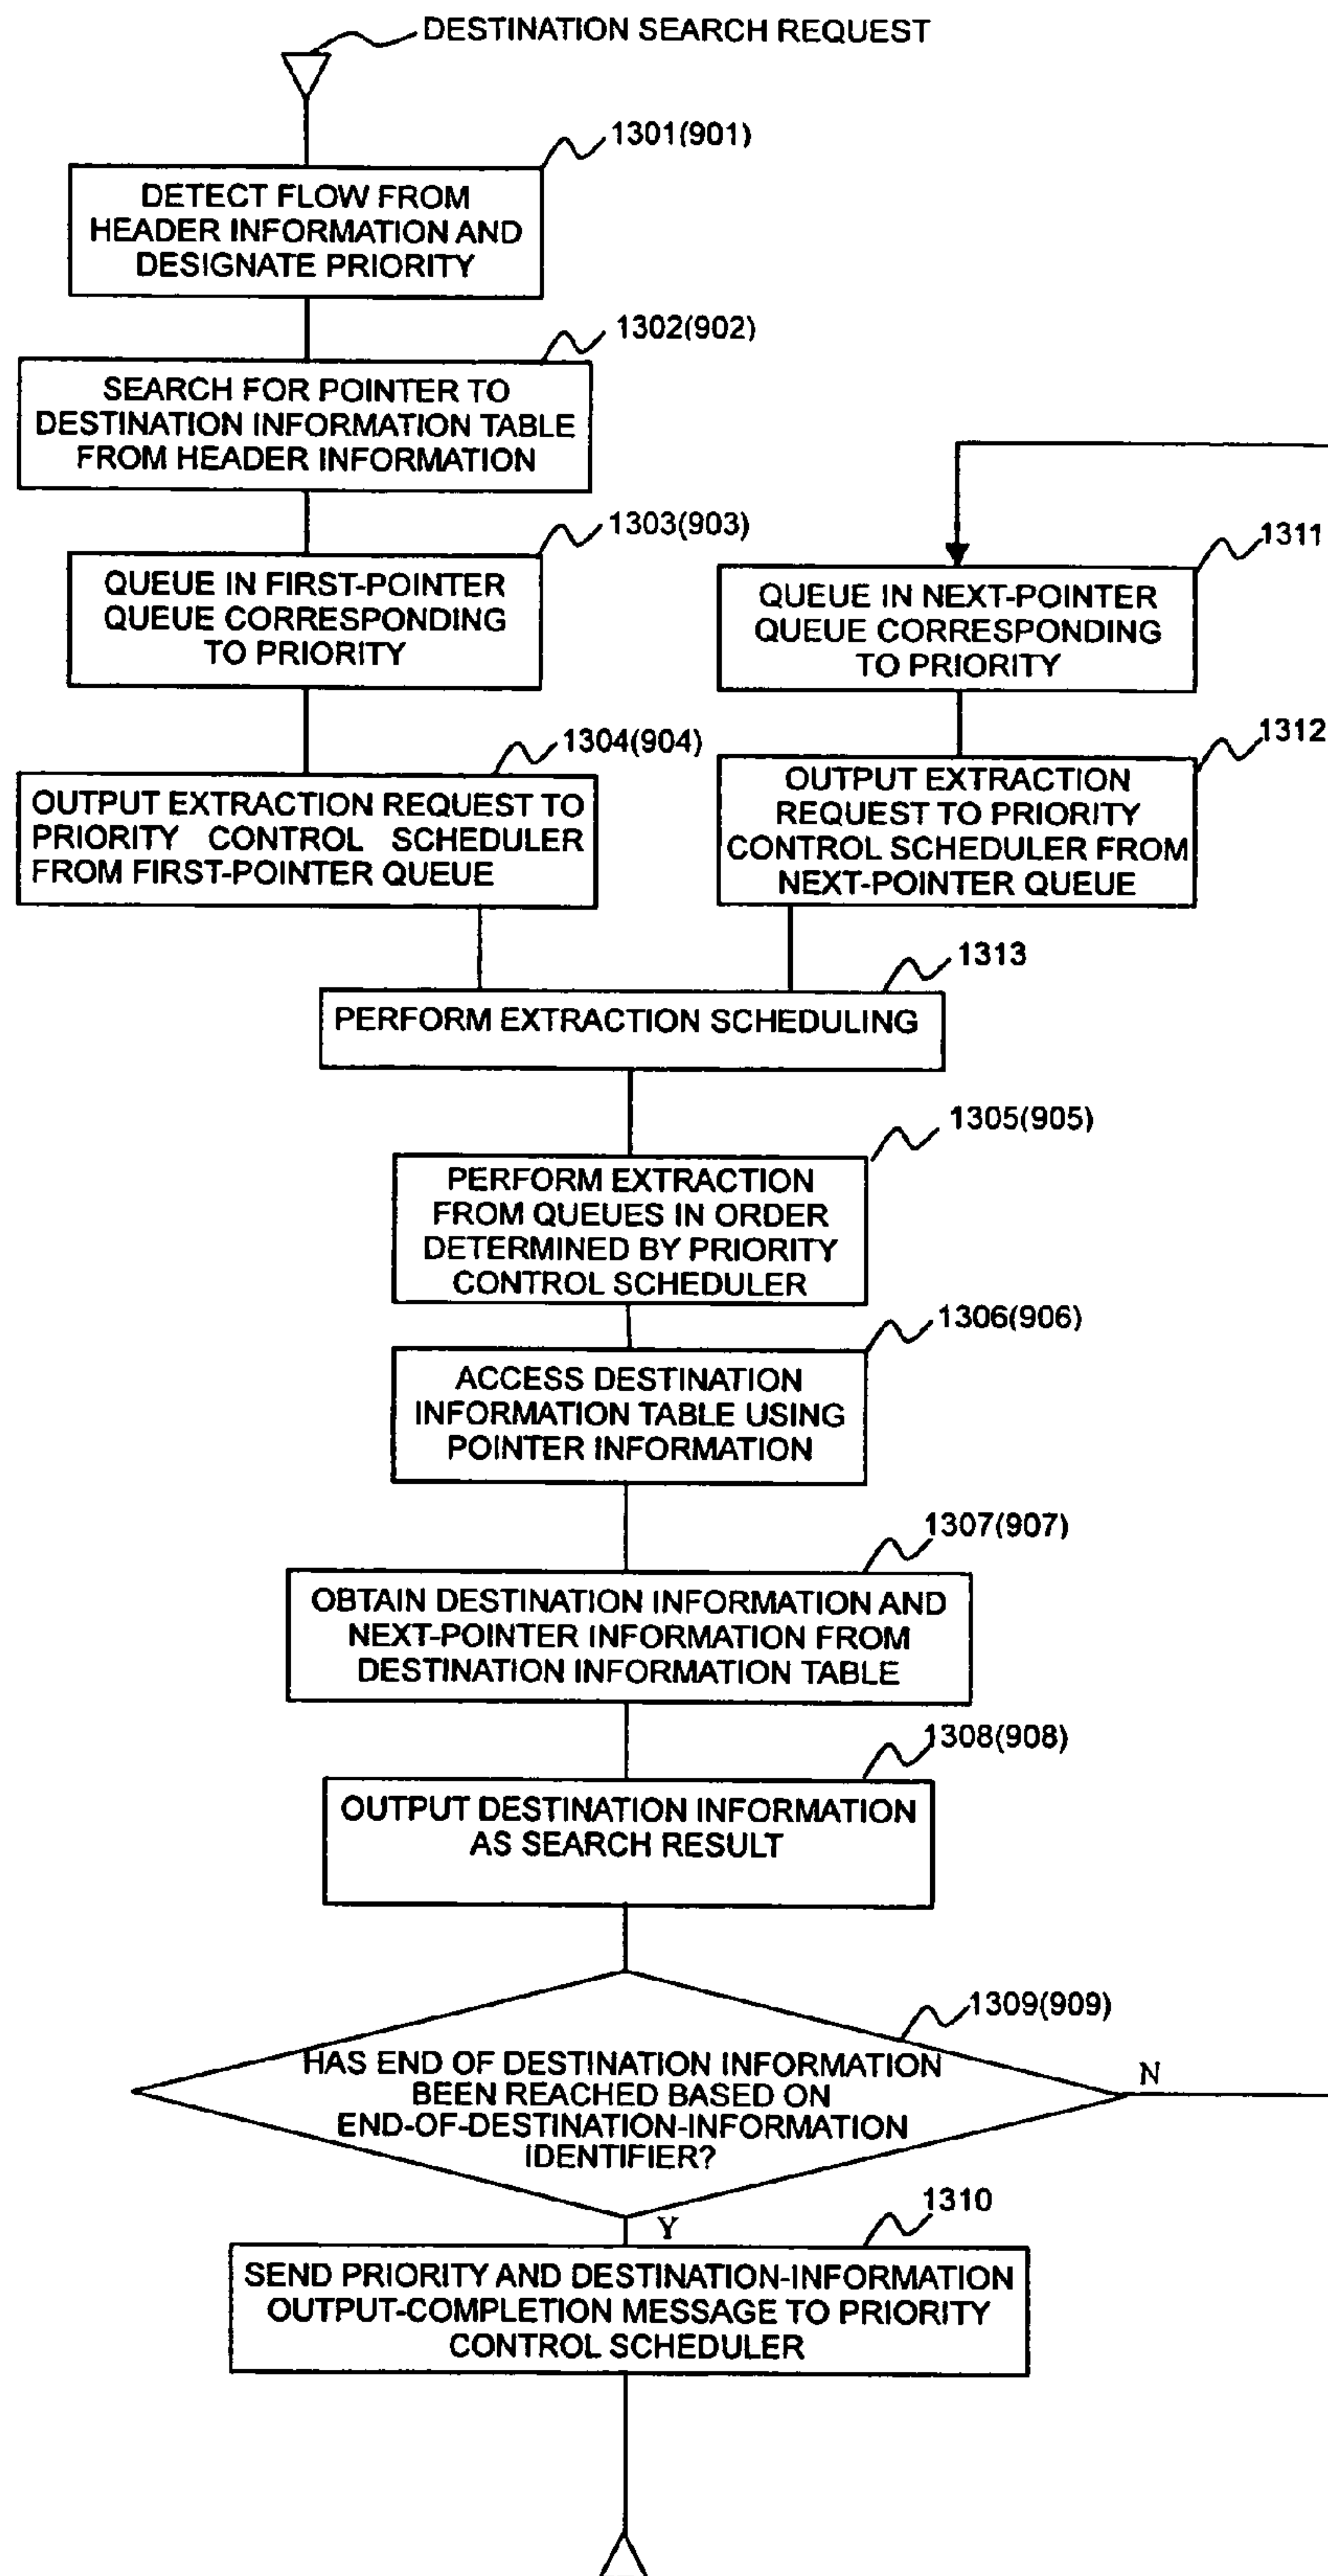 DESTINATION SEARCH REQUEST
1301(901)
DETECT FLOW FROM
HEADER INFORMATION AND
DESIGNATE PRIORITY
1302(902)
SEARCH FOR POINTER TO
DESTINATION INFORMATION TABLE
FROM HEADER INFORMATION
1303(903)
QUEUE IN FIRST-POINTER
QUEUE CORRESPONDING
TO PRIORITY
1311
QUEUE IN NEXT-POINTER
QUEUE CORRESPONDING
TO PRIORITY
1304(904)
OUTPUT EXTRACTION REQUEST TO
PRIORITY CONTROL SCHEDULER
FROM FIRST-POINTER QUEUE
1312
OUTPUT EXTRACTION
REQUEST TO PRIORITY
CONTROL SCHEDULER FROM
NEXT-POINTER QUEUE
1313
PERFORM EXTRACTION SCHEDULING
1305(905)
PERFORM EXTRACTION
FROM QUEUES IN ORDER
DETERMINED BY PRIORITY
CONTROL SCHEDULER
1306(906)
ACCESS DESTINATION
INFORMATION TABLE USING
POINTER INFORMATION
1307(907)
OBTAIN DESTINATION INFORMATION AND
NEXT-POINTER INFORMATION FROM
DESTINATION INFORMATION TABLE
1308(908)
OUTPUT DESTINATION INFORMATION
AS SEARCH RESULT
1309(909)
HAS END OF DESTINATION INFORMATION
BEEN REACHED BASED ON
END-OF-DESTINATION-INFORMATION
IDENTIFIER?
N
Y
1310
SEND PRIORITY AND DESTINATION-INFORMATION
OUTPUT-COMPLETION MESSAGE TO PRIORITY
CONTROL SCHEDULER